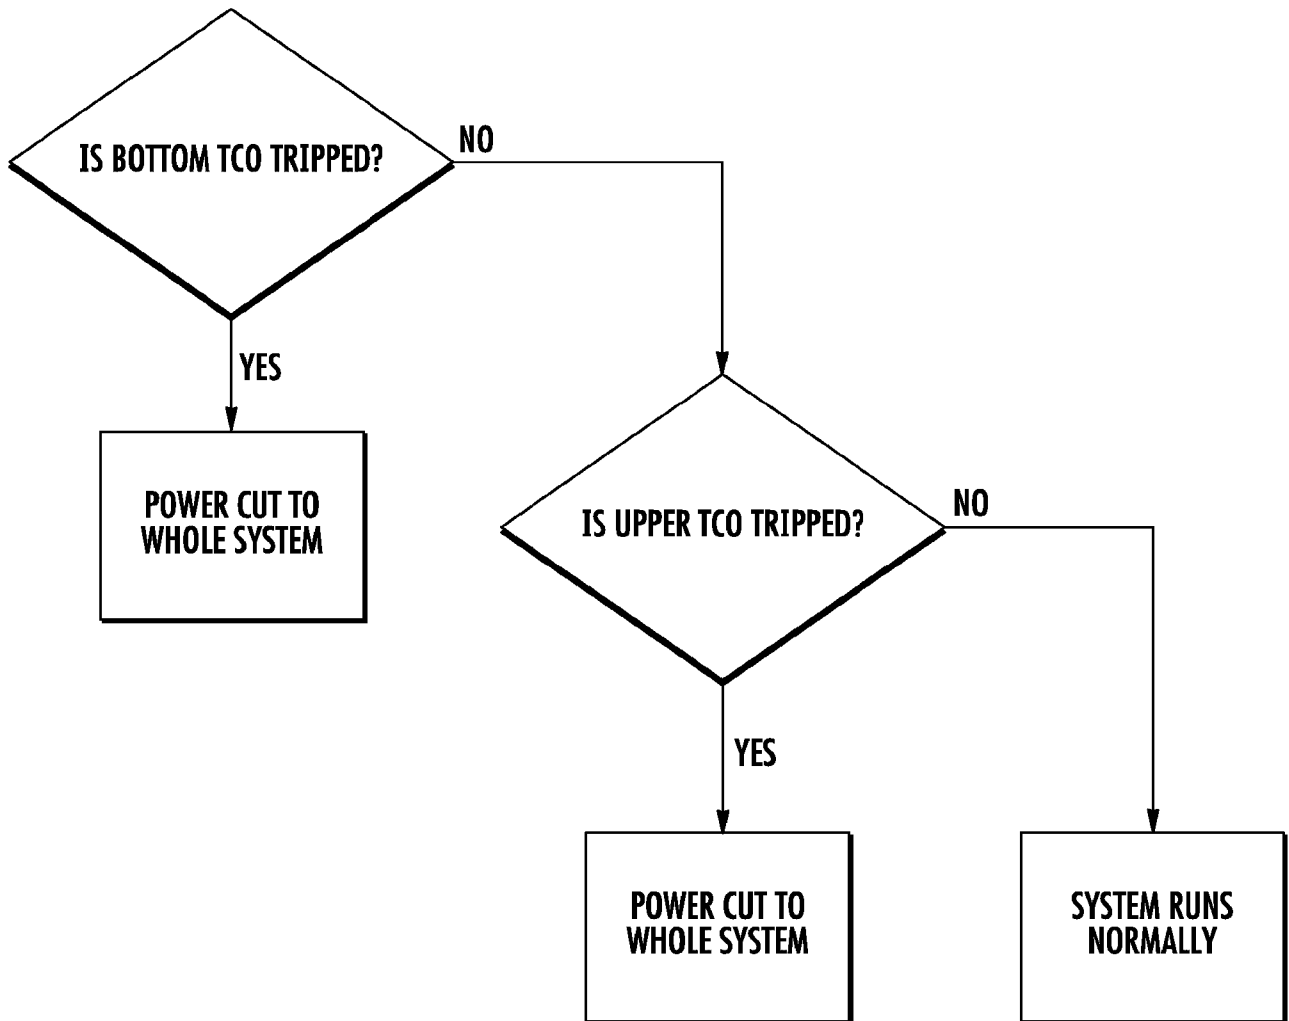 IS BOTTOM TCO TRIPPED?
NO
YES
POWER CUT TO
WHOLE SYSTEM
IS UPPER TCO TRIPPED?
NO
YES
POWER CUT TO
WHOLE SYSTEM
SYSTEM RUNS
NORMALLY